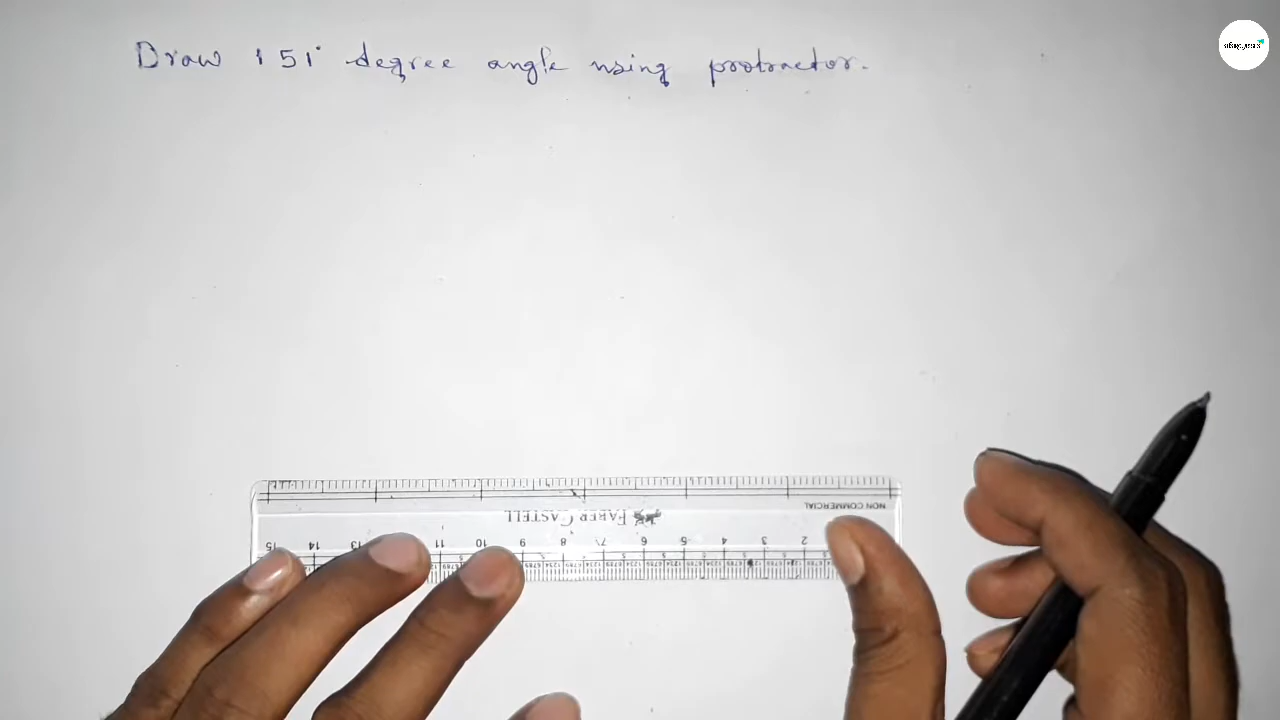 Draw 151° degree angle using protractor.
NON COMMERCIAL
FABER CASTELL
15 14 13 11 10 9 8 7 6 5 4 3 2